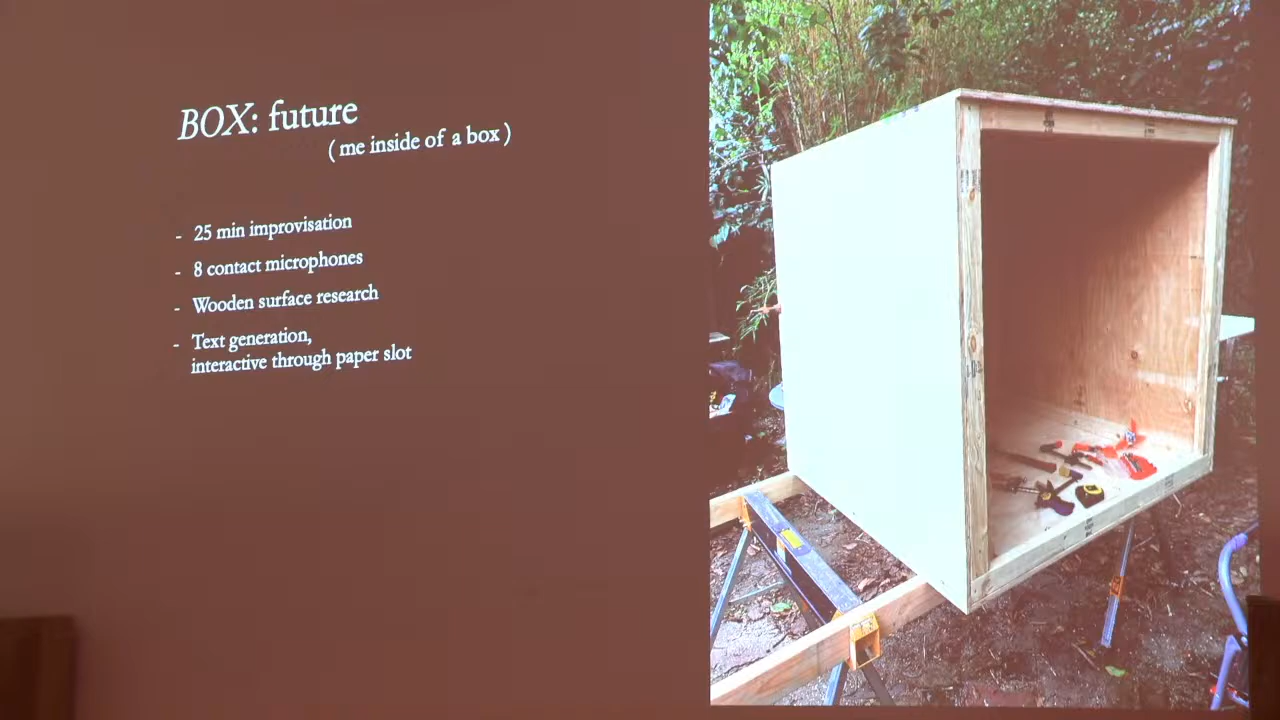 BOX: future
( me inside of a box )
- 25 min improvisation
- 8 contact microphones
- Wooden surface research
- Text generation,
interactive through paper slot